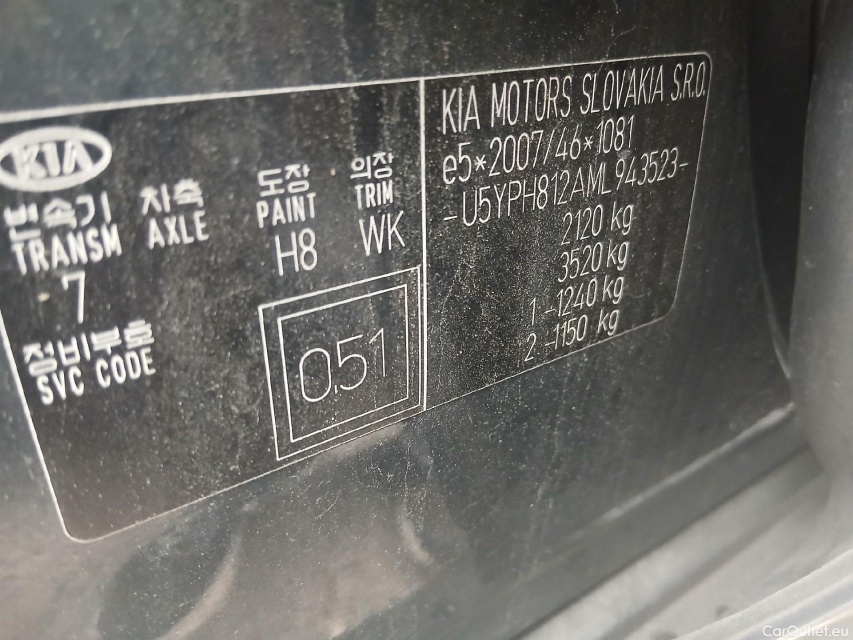 KIA
변속기 차축 도장 의장
TRANSM AXLE PAINT TRIM
7 H8 WK
정비부호
SVC CODE
0,51
KIA MOTORS SLOVAKIA S.R.O.
e5*2007/46*1081
-U5YPH812AML943523-
2120 kg
3520 kg
1 -1240 kg
2 -1150 kg
CarOutlet.eu